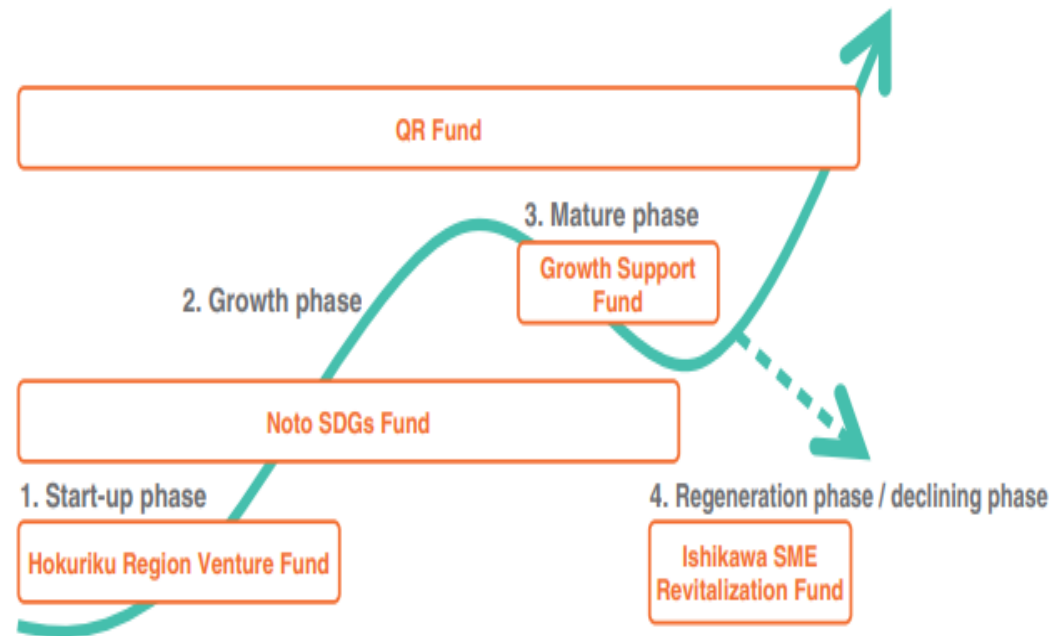 QR Fund
3. Mature phase
Growth Support
Fund
2. Growth phase
Noto SDGs Fund
1. Start-up phase
Hokuriku Region Venture Fund
4. Regeneration phase / declining phase
Ishikawa SME
Revitalization Fund